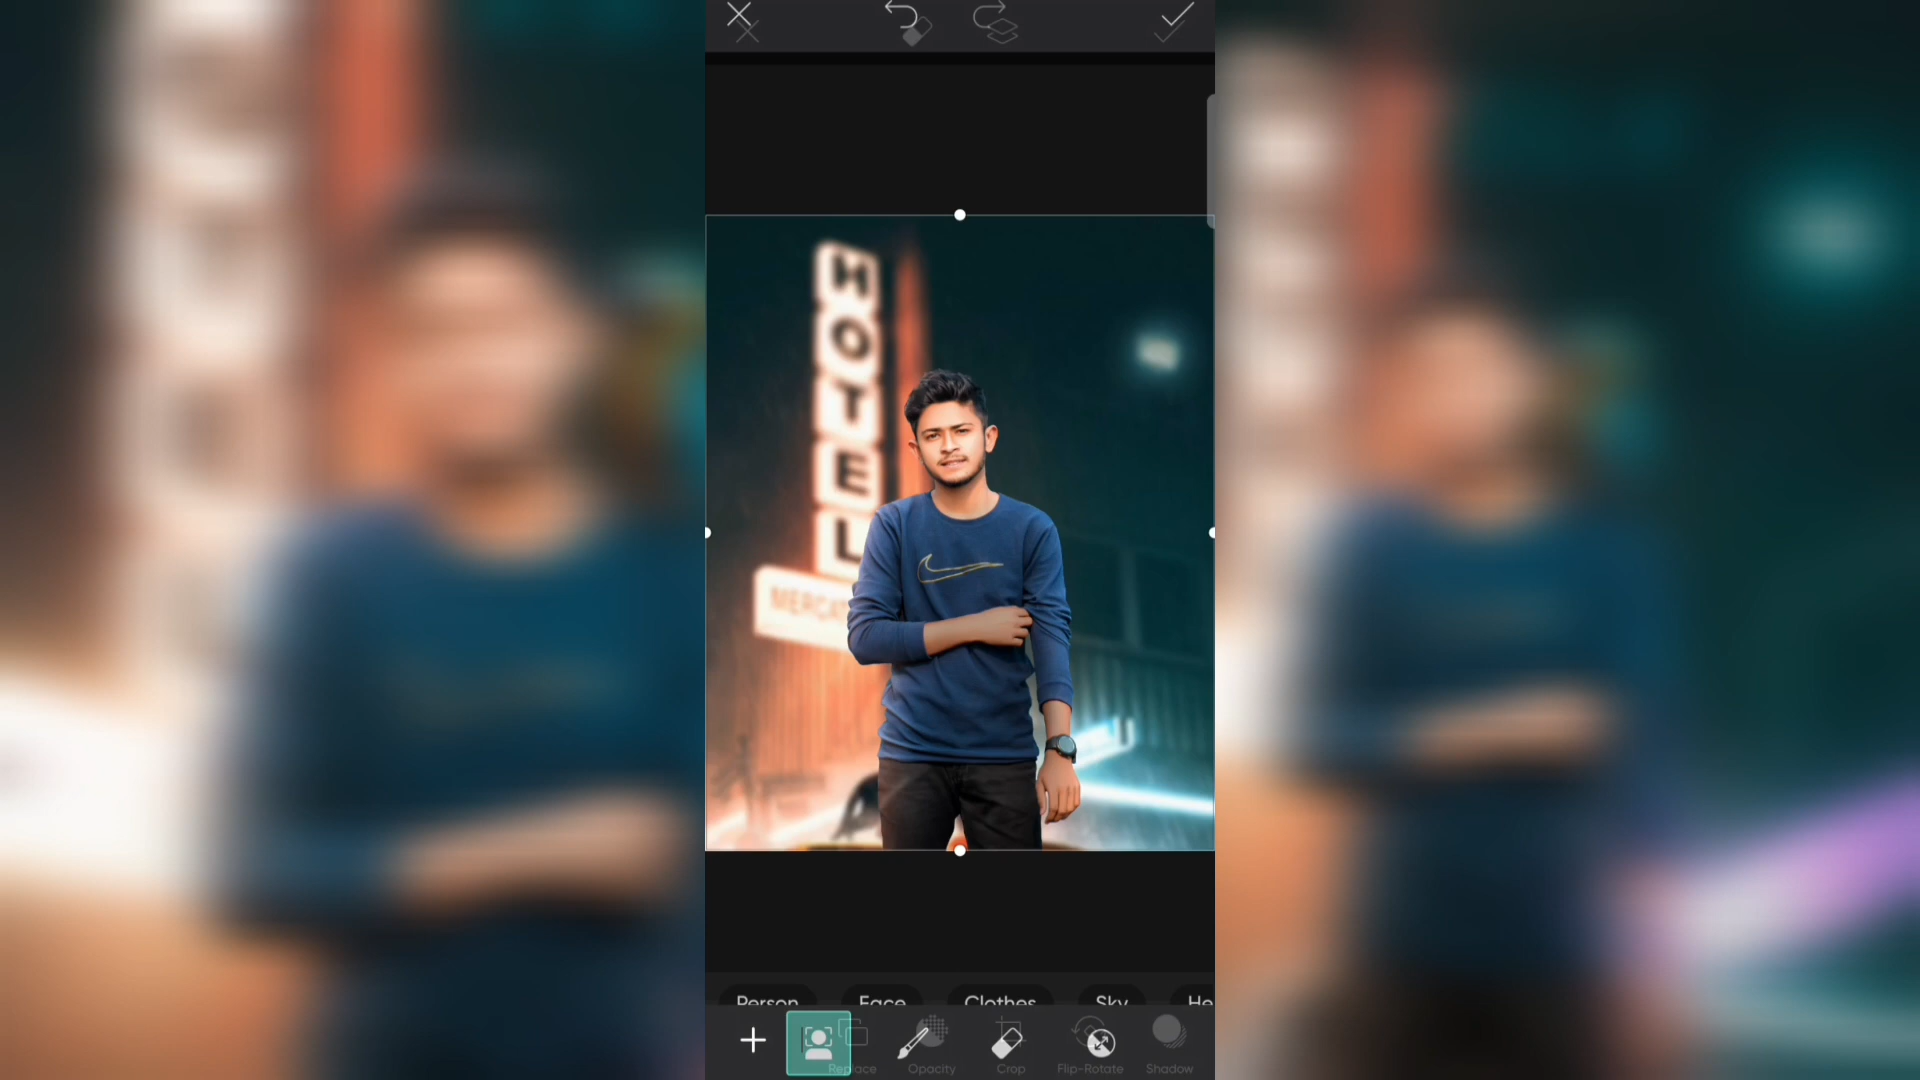 HOTEL
MERCA
Person Face Clothes Sky He
Replace Opacity Crop Flip-Rotate Shadow